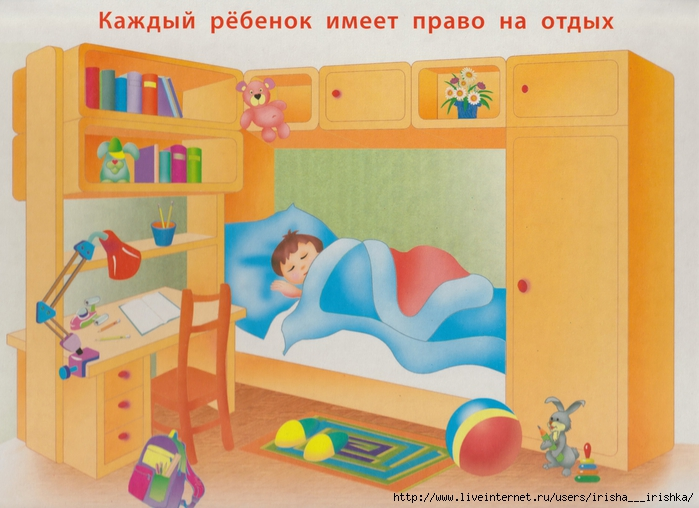 Каждый рёбенок имеет право на отдых
http://www.liveinternet.ru/users/irisha___irishka/